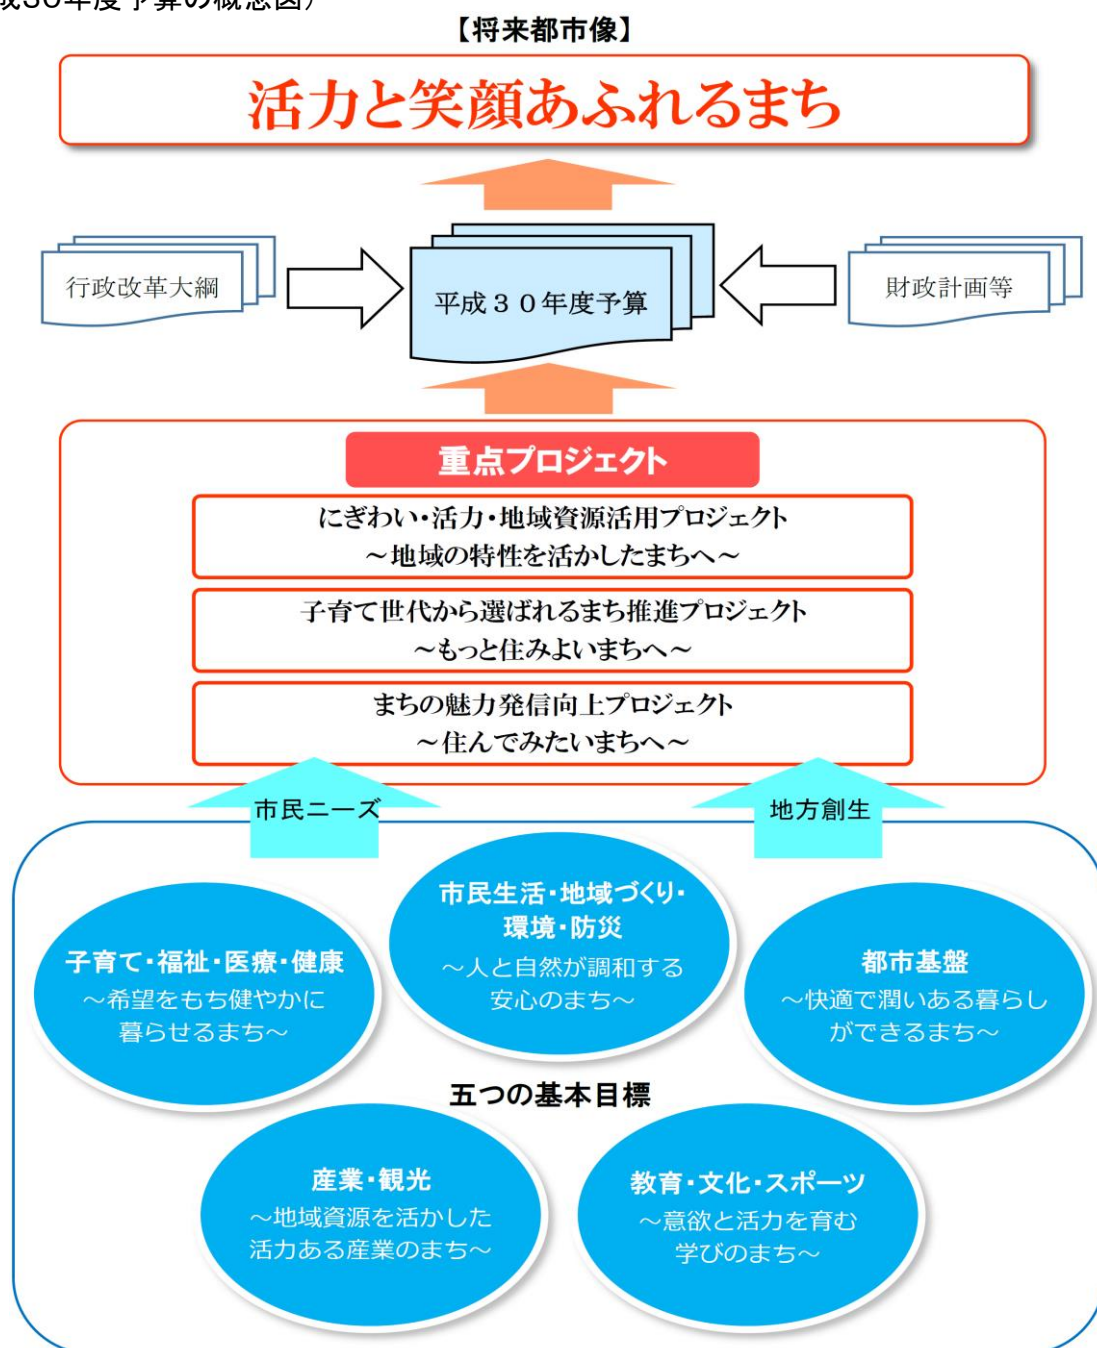 成30年度予算の概念図）
【将来都市像】
活力と笑顔あふれるまち
行政改革大綱
平成３０年度予算
財政計画等
重点プロジェクト
にぎわい・活力・地域資源活用プロジェクト
～地域の特性を活かしたまちへ～
子育て世代から選ばれるまち推進プロジェクト
～もっと住みよいまちへ～
まちの魅力発信向上プロジェクト
～住んでみたいまちへ～
市民ニーズ
地方創生
子育て・福祉・医療・健康
～希望をもち健やかに
暮らせるまち～
市民生活・地域づくり・
環境・防災
～人と自然が調和する
安心のまち～
都市基盤
～快適で潤いある暮らし
ができるまち～
五つの基本目標
産業・観光
～地域資源を活かした
活力ある産業のまち～
教育・文化・スポーツ
～意欲と活力を育む
学びのまち～